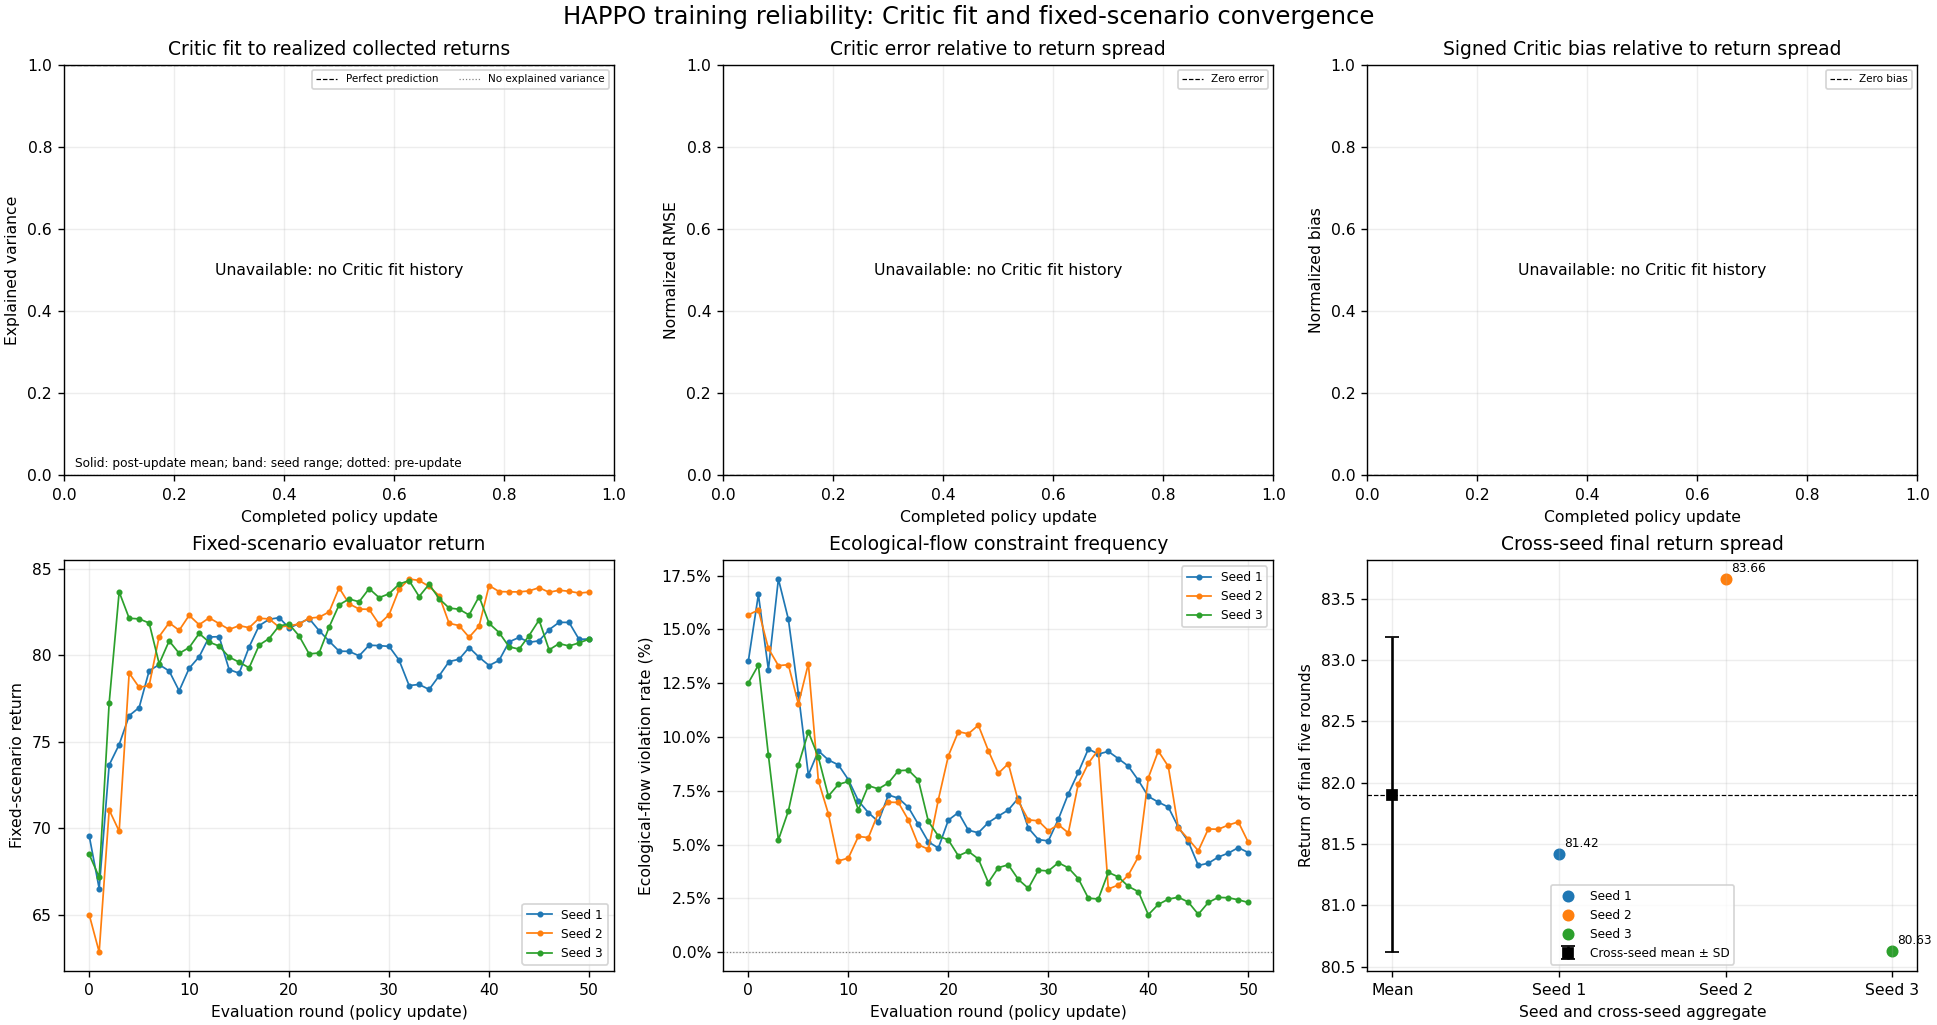 HAPPO training reliability: Critic fit and fixed-scenario convergence
Critic fit to realized collected returns
Perfect prediction
No explained variance
1.0
0.8
0.6
0.4
0.2
0.0
Explained variance
Unavailable: no Critic fit history
Solid: post-update mean; band: seed range; dotted: pre-update
0.0 0.2 0.4 0.6 0.8 1.0
Completed policy update
Critic error relative to return spread
Zero error
1.0
0.8
0.6
0.4
0.2
0.0
Normalized RMSE
Unavailable: no Critic fit history
0.0 0.2 0.4 0.6 0.8 1.0
Completed policy update
Signed Critic bias relative to return spread
Zero bias
1.0
0.8
0.6
0.4
0.2
0.0
Normalized bias
Unavailable: no Critic fit history
0.0 0.2 0.4 0.6 0.8 1.0
Completed policy update
Fixed-scenario evaluator return
85
80
75
70
65
Fixed-scenario return
Seed 1
Seed 2
Seed 3
0 10 20 30 40 50
Evaluation round (policy update)
Ecological-flow constraint frequency
17.5%
15.0%
12.5%
10.0%
7.5%
5.0%
2.5%
0.0%
Ecological-flow violation rate (%)
Seed 1
Seed 2
Seed 3
0 10 20 30 40 50
Evaluation round (policy update)
Cross-seed final return spread
83.5
83.0
82.5
82.0
81.5
81.0
80.5
Return of final five rounds
83.66
81.42
80.63
Seed 1
Seed 2
Seed 3
Cross-seed mean ± SD
Mean Seed 1 Seed 2 Seed 3
Seed and cross-seed aggregate